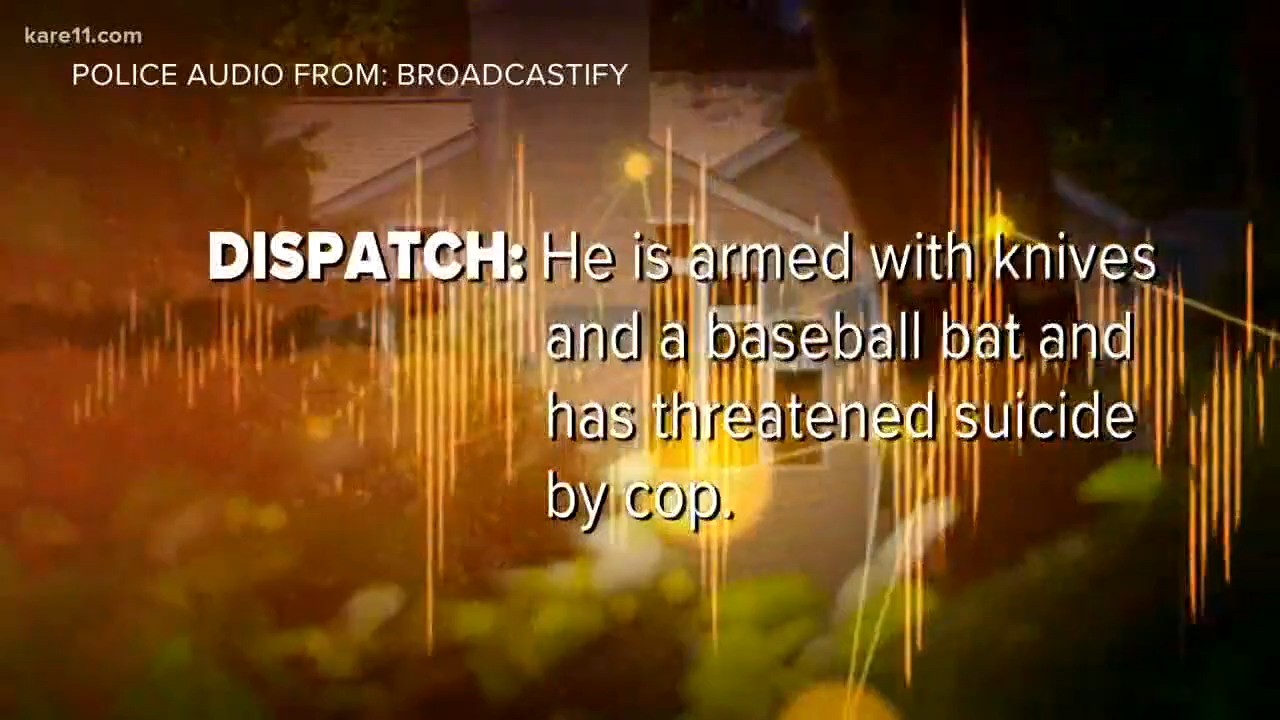 kare11.com
POLICE AUDIO FROM: BROADCASTIFY
DISPATCH: He is armed with knives
and a baseball bat and
has threatened suicide
by cop.